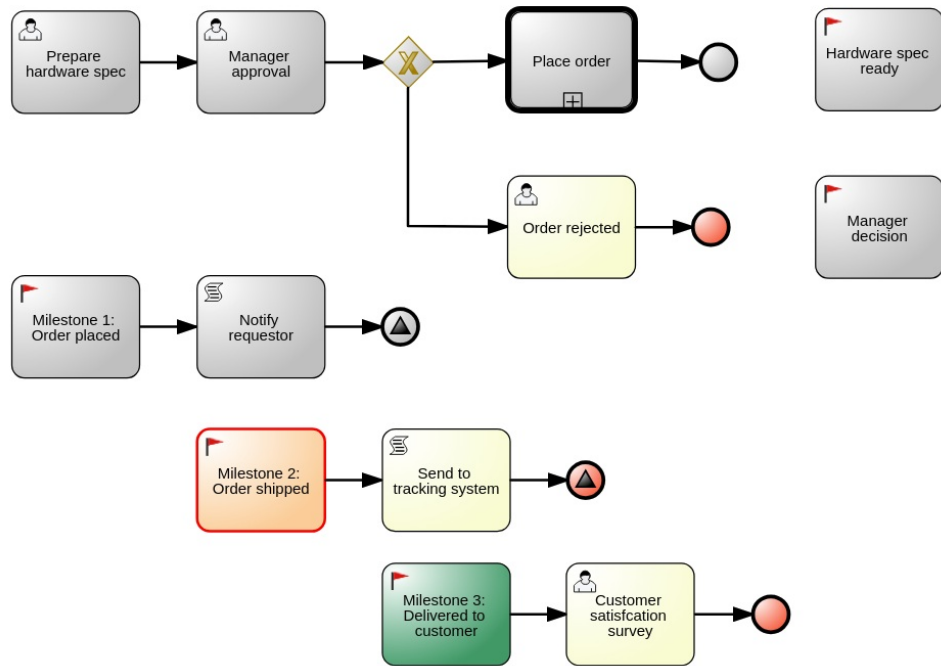 Prepare
hardware spec
Manager
approval
X
Place order
Hardware spec
ready
Order rejected
Manager
decision
Milestone 1:
Order placed
Notify
requestor
Milestone 2:
Order shipped
Send to
tracking system
Milestone 3:
Delivered to
customer
Customer
satisfcation
survey